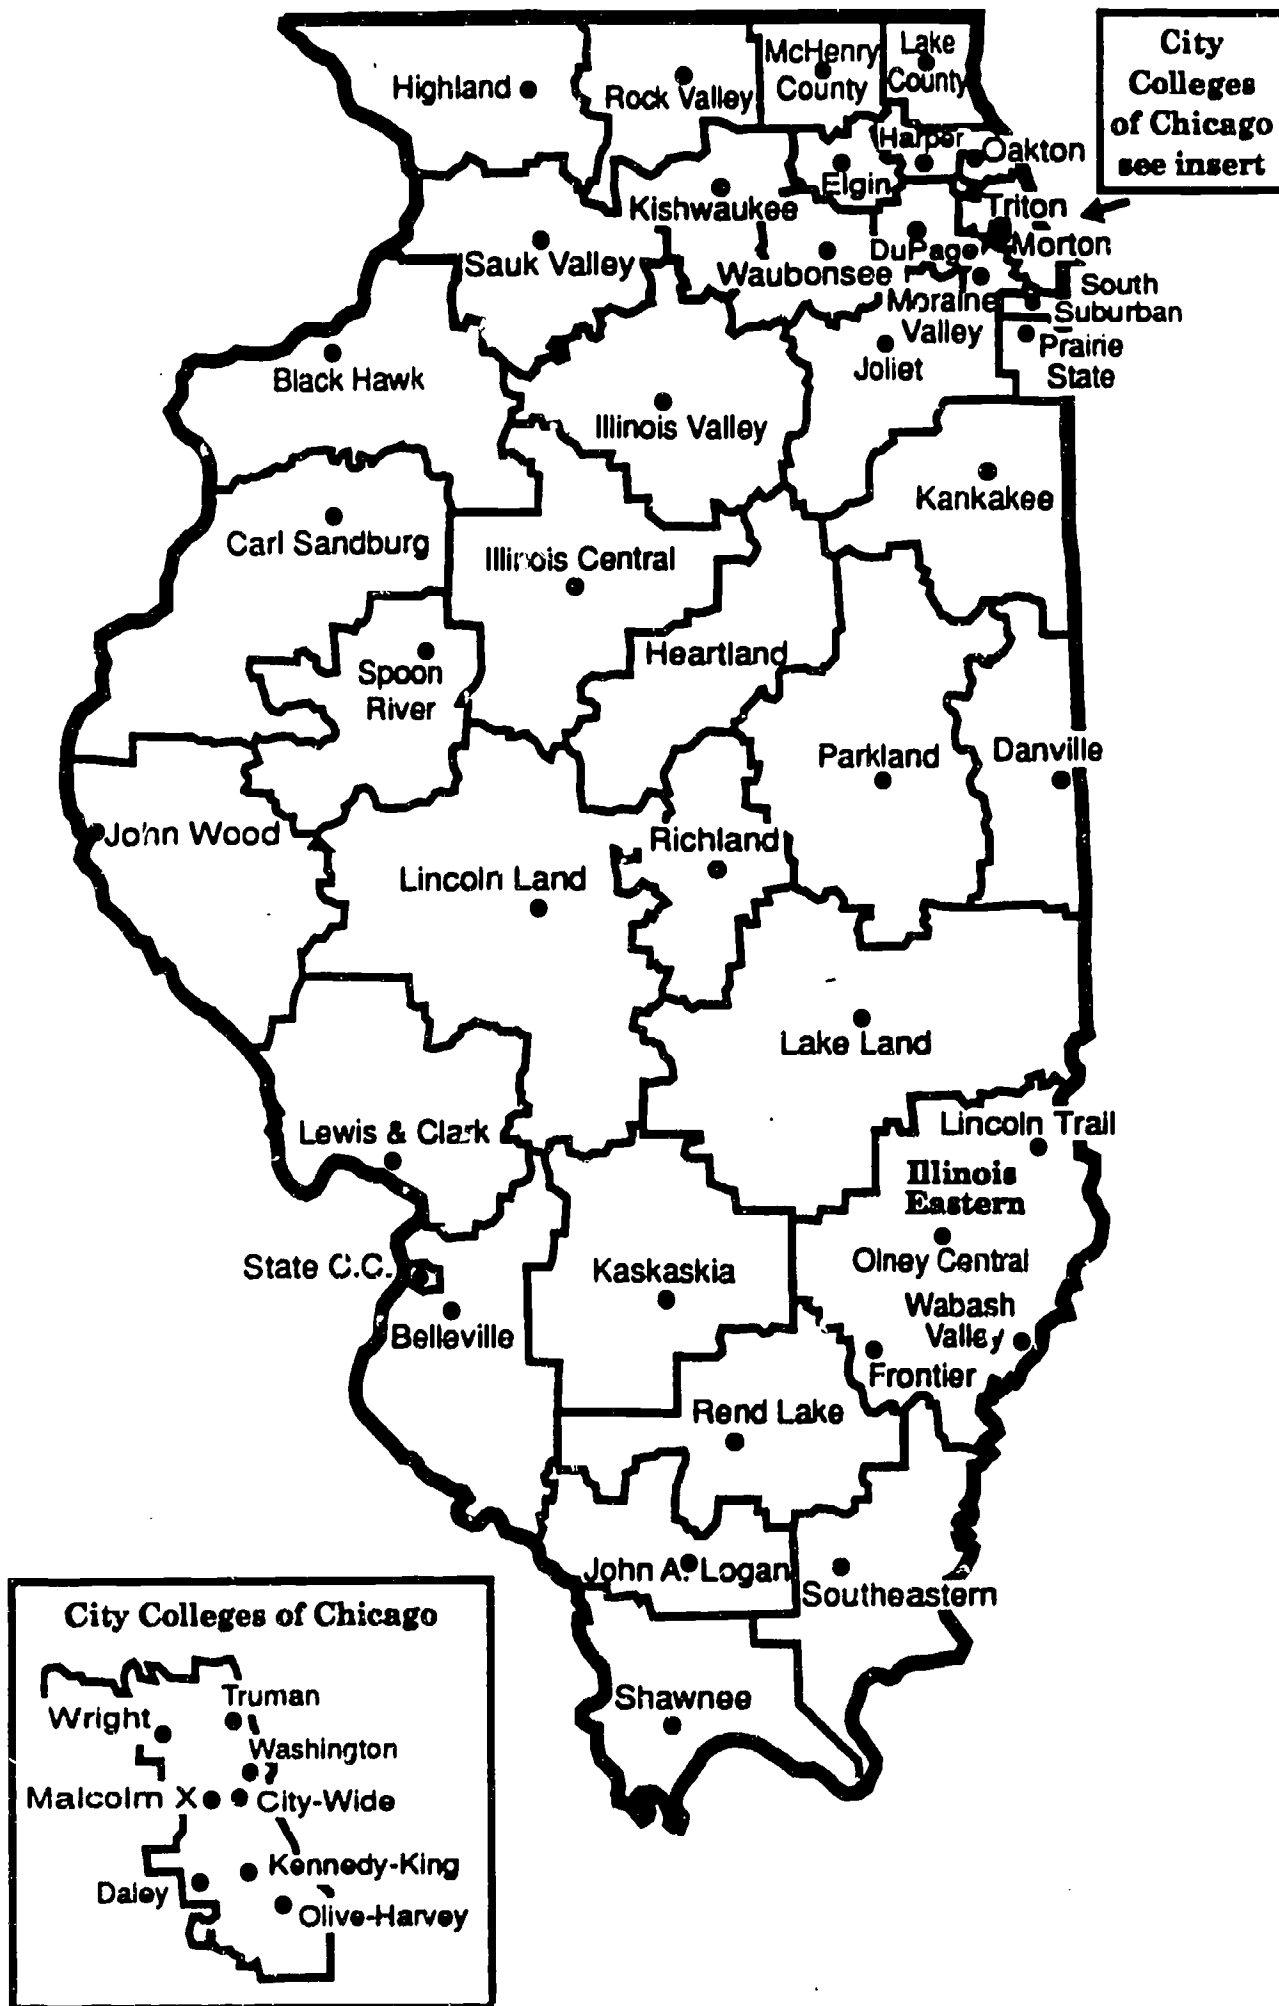 City
Colleges
of Chicago
see insert
Highland
Rock Valley
McHenry
County
Lake
County
Harper
Oakton
Elgin
Kishwaukee
Triton
DuPage
Morton
Sauk Valley
Waubonsee
Moraine
Valley
South
Suburban
Prairie
State
Black Hawk
Joliet
Illinois Valley
Kankakee
Carl Sandburg
Illinois Central
Heartland
Spoon
River
Parkland
Danville
John Wood
Richland
Lincoln Land
Lake Land
Lewis & Clark
Lincoln Trail
Illinois
Eastern
Olney Central
State C.C.
Kaskaskia
Wabash
Valley
Belleville
Frontier
Rend Lake
John A. Logan
Southeastern
Shawnee
City Colleges of Chicago
Truman
Wright
Washington
Malcolm X
City-Wide
Kennedy-King
Daley
Olive-Harvey